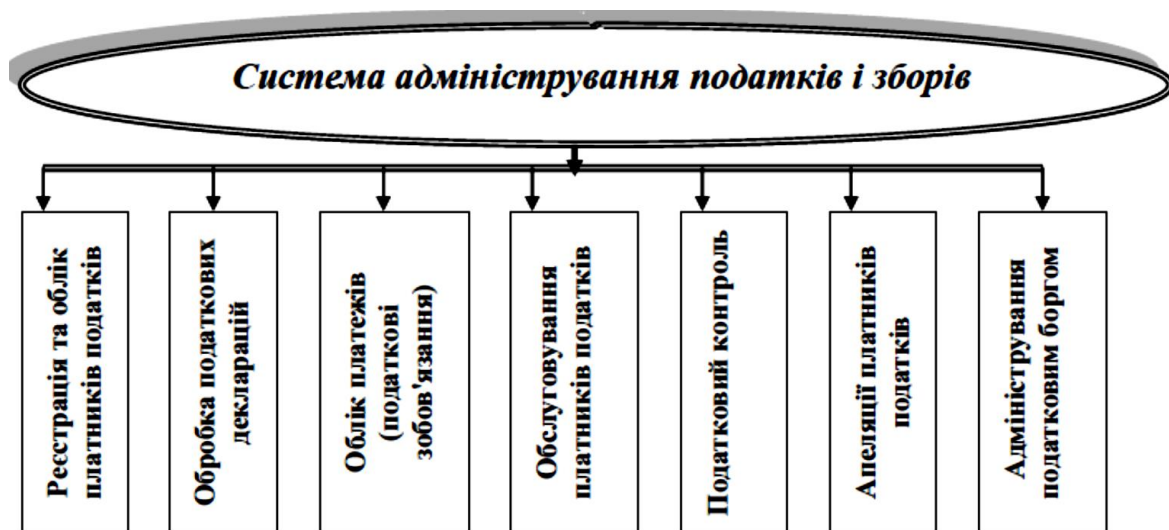 Система адміністрування податків і зборів
Реєстрація та облік
платників податків
Обробка податкових
декларацій
Облік платежів
(податкові
зобов'язання)
Обслуговування
платників податків
Податковий контроль
Апеляції платників
податків
Адміністрування
податковим боргом